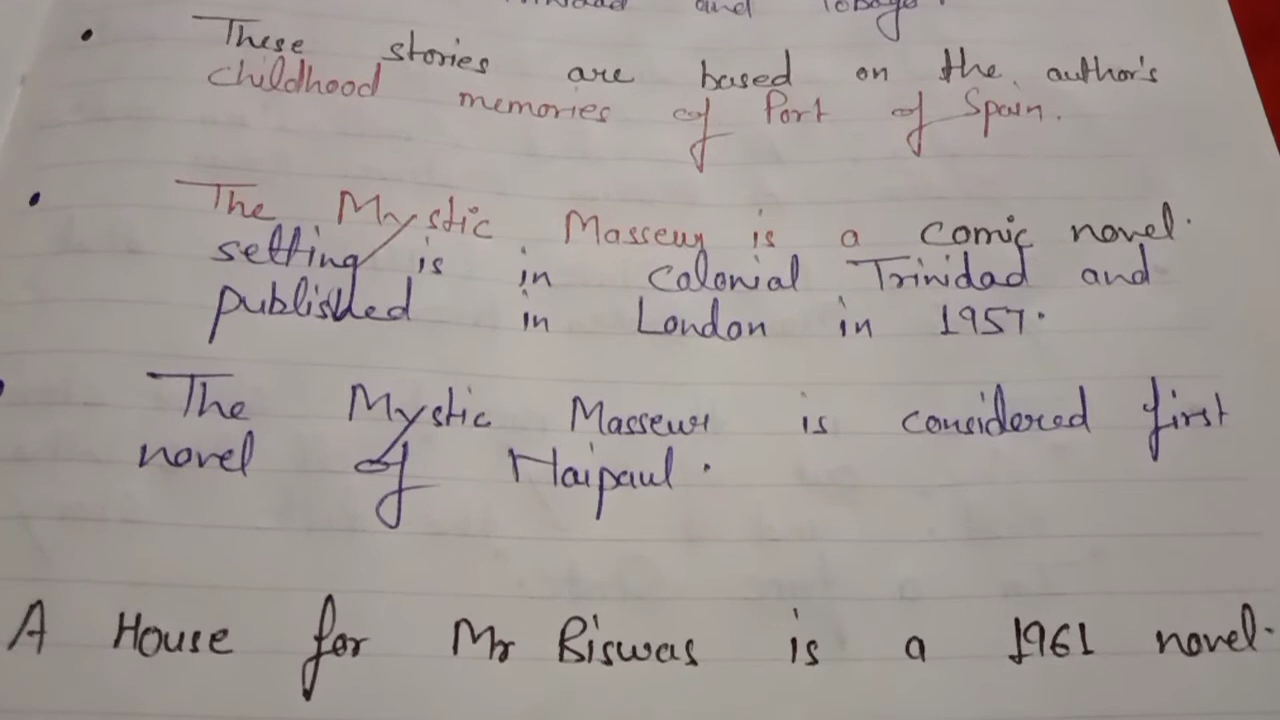 and Tobago.
These stories are based on the author's
childhood memories of Port of Spain.
The Mystic Masseur is a comic novel.
setting is in colonial Trinidad and
published in London in 1957.
The Mystic Masseur is considered first
novel of Naipaul.
A House for Mr Biswas is a 1961 novel.